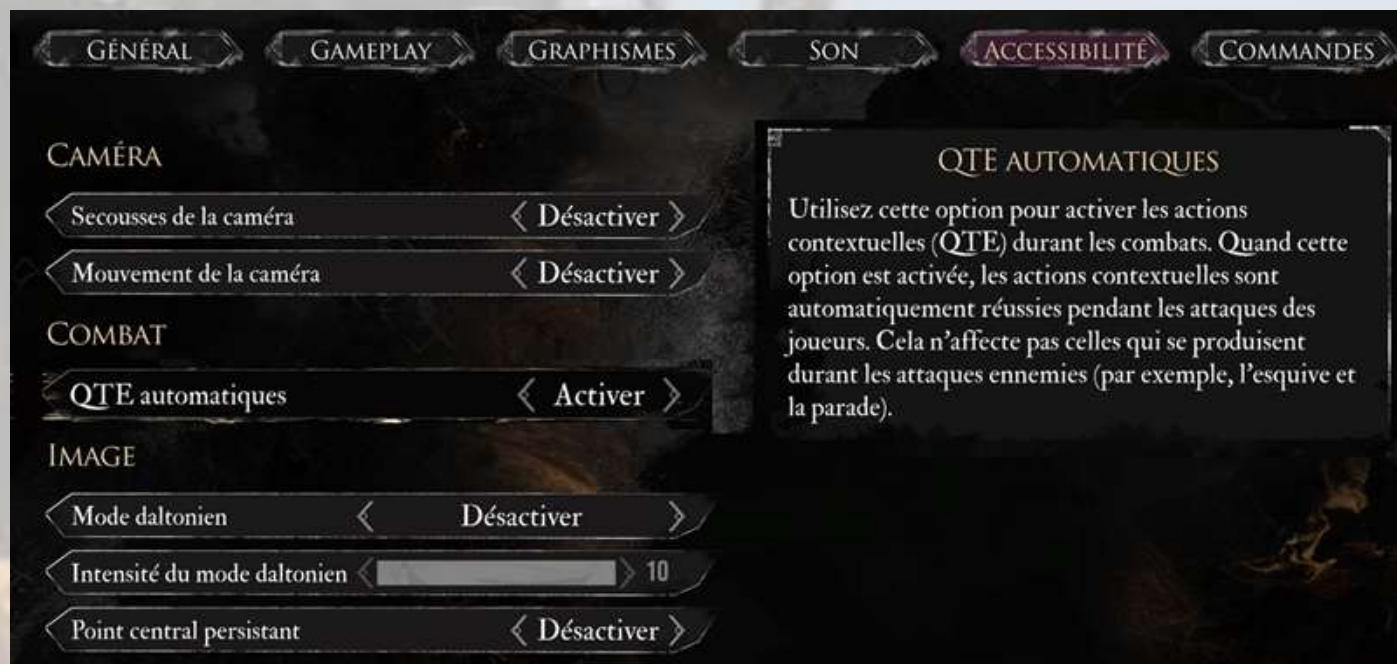 GÉNÉRAL
GAMEPLAY
GRAPHISMES
SON
ACCESSIBILITÉ
COMMANDES
CAMÉRA
Secousses de la caméra Désactiver
Mouvement de la caméra Désactiver
COMBAT
QTE automatiques Activer
IMAGE
Mode daltonien Désactiver
Intensité du mode daltonien 10
Point central persistant Désactiver
QTE AUTOMATIQUES
Utilisez cette option pour activer les actions
contextuelles (QTE) durant les combats. Quand cette
option est activée, les actions contextuelles sont
automatiquement réussies pendant les attaques des
joueurs. Cela n'affecte pas celles qui se produisent
durant les attaques ennemies (par exemple, l'esquive et
la parade).